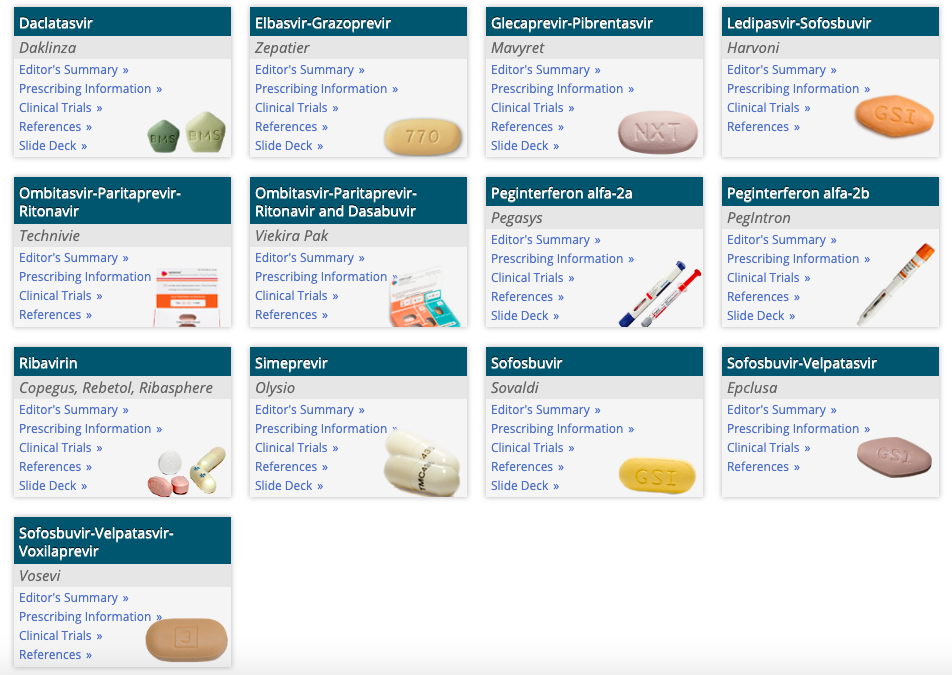 Daclatasvir
Daklinza
Editor's Summary »
Prescribing Information »
Clinical Trials »
References »
Slide Deck »
BMS
BMS
Elbasvir-Grazoprevir
Zepatier
Editor's Summary »
Prescribing Information »
Clinical Trials »
References »
Slide Deck »
770
Glecaprevir-Pibrentasvir
Mavyret
Editor's Summary »
Prescribing Information »
Clinical Trials »
References »
Slide Deck »
NXT
Ledipasvir-Sofosbuvir
Harvoni
Editor's Summary »
Prescribing Information »
Clinical Trials »
References »
GSI
Ombitasvir-Paritaprevir-
Ritonavir
Technivie
Editor's Summary »
Prescribing Information
Clinical Trials »
References »
Ombitasvir-Paritaprevir-
Ritonavir and Dasabuvir
Viekira Pak
Editor's Summary »
Prescribing Information »
Clinical Trials »
References »
Peginterferon alfa-2a
Pegasys
Editor's Summary »
Prescribing Information »
Clinical Trials »
References »
Slide Deck »
Peginterferon alfa-2b
PegIntron
Editor's Summary »
Prescribing Information »
Clinical Trials »
References »
Slide Deck »
Ribavirin
Copegus, Rebetol, Ribasphere
Editor's Summary »
Prescribing Information »
Clinical Trials »
References »
Slide Deck »
Simeprevir
Olysio
Editor's Summary »
Prescribing Information »
Clinical Trials »
References »
Slide Deck »
Sofosbuvir
Sovaldi
Editor's Summary »
Prescribing Information »
Clinical Trials »
References »
Slide Deck »
GSI
Sofosbuvir-Velpatasvir
Epclusa
Editor's Summary »
Prescribing Information »
Clinical Trials »
References »
GSI
Sofosbuvir-Velpatasvir-
Voxilaprevir
Vosevi
Editor's Summary »
Prescribing Information »
Clinical Trials »
References »